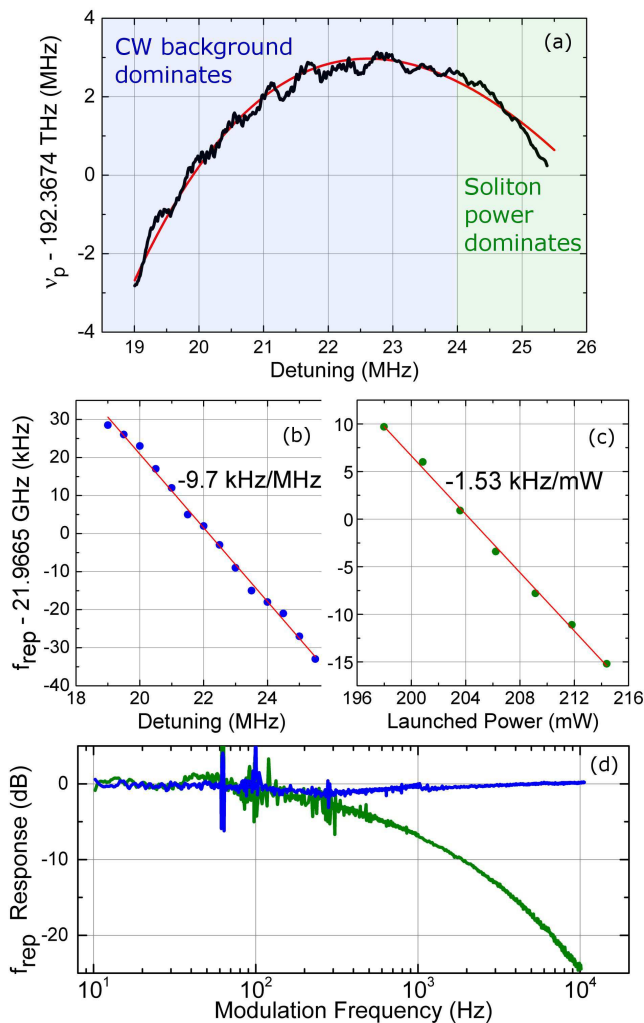 4
2
0
-2
-4
ν_p - 192.3674 THz (MHz)
CW background
dominates
(a)
Soliton
power
dominates
19 20 21 22 23 24 25 26
Detuning (MHz)
30
20
10
0
-10
-20
-30
-40
f_rep - 21.9665 GHz (kHz)
(b)
-9.7 kHz/MHz
18 20 22 24
Detuning (MHz)
10
5
0
-5
-10
-15
(c)
-1.53 kHz/mW
196 200 204 208 212 216
Launched Power (mW)
0
-10
-20
f_rep Response (dB)
(d)
10^1 10^2 10^3 10^4
Modulation Frequency (Hz)